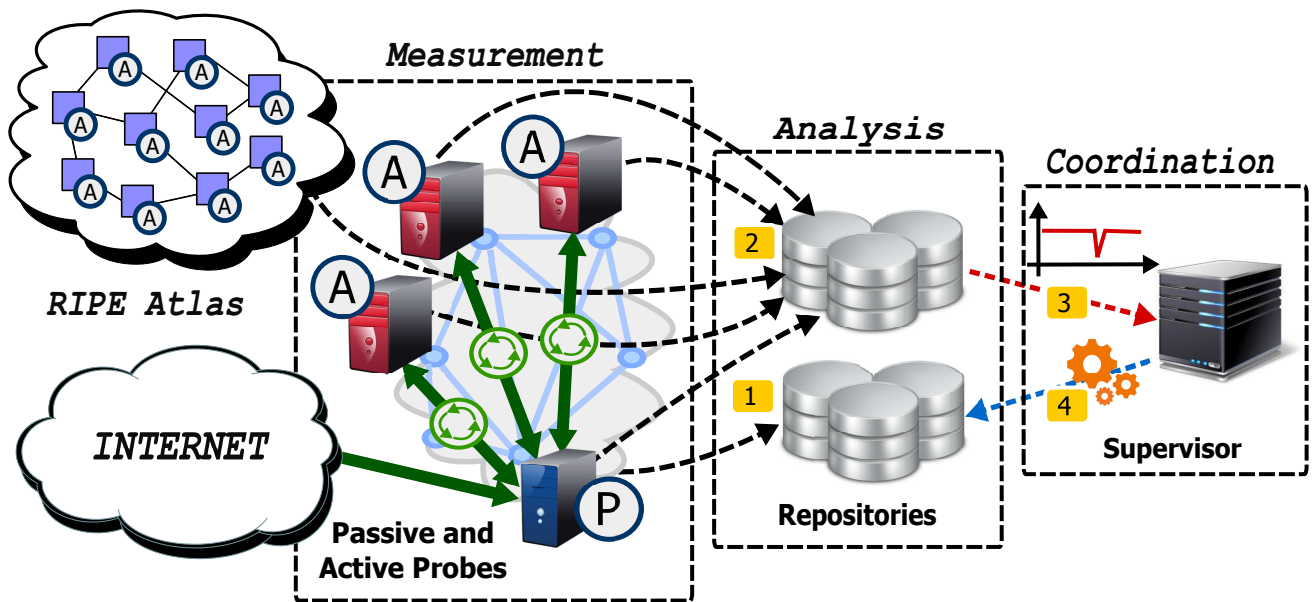 Measurement
A
A
A
A
A
A
A
A
A
A
RIPE Atlas
INTERNET
A
A
A
P
Passive and
Active Probes
Analysis
2
1
Repositories
Coordination
3
4
Supervisor